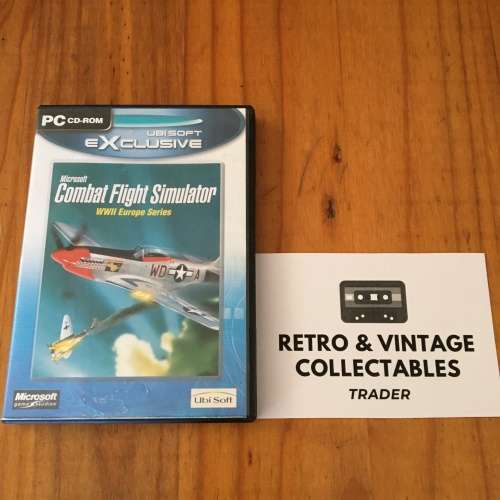 PC CD-ROM
UBI SOFT
eXCLUSIVE
Microsoft
Combat Flight Simulator
WWII Europe Series
WD
A
Microsoft
game studios
Ubi Soft
RETRO & VINTAGE
COLLECTABLES
TRADER